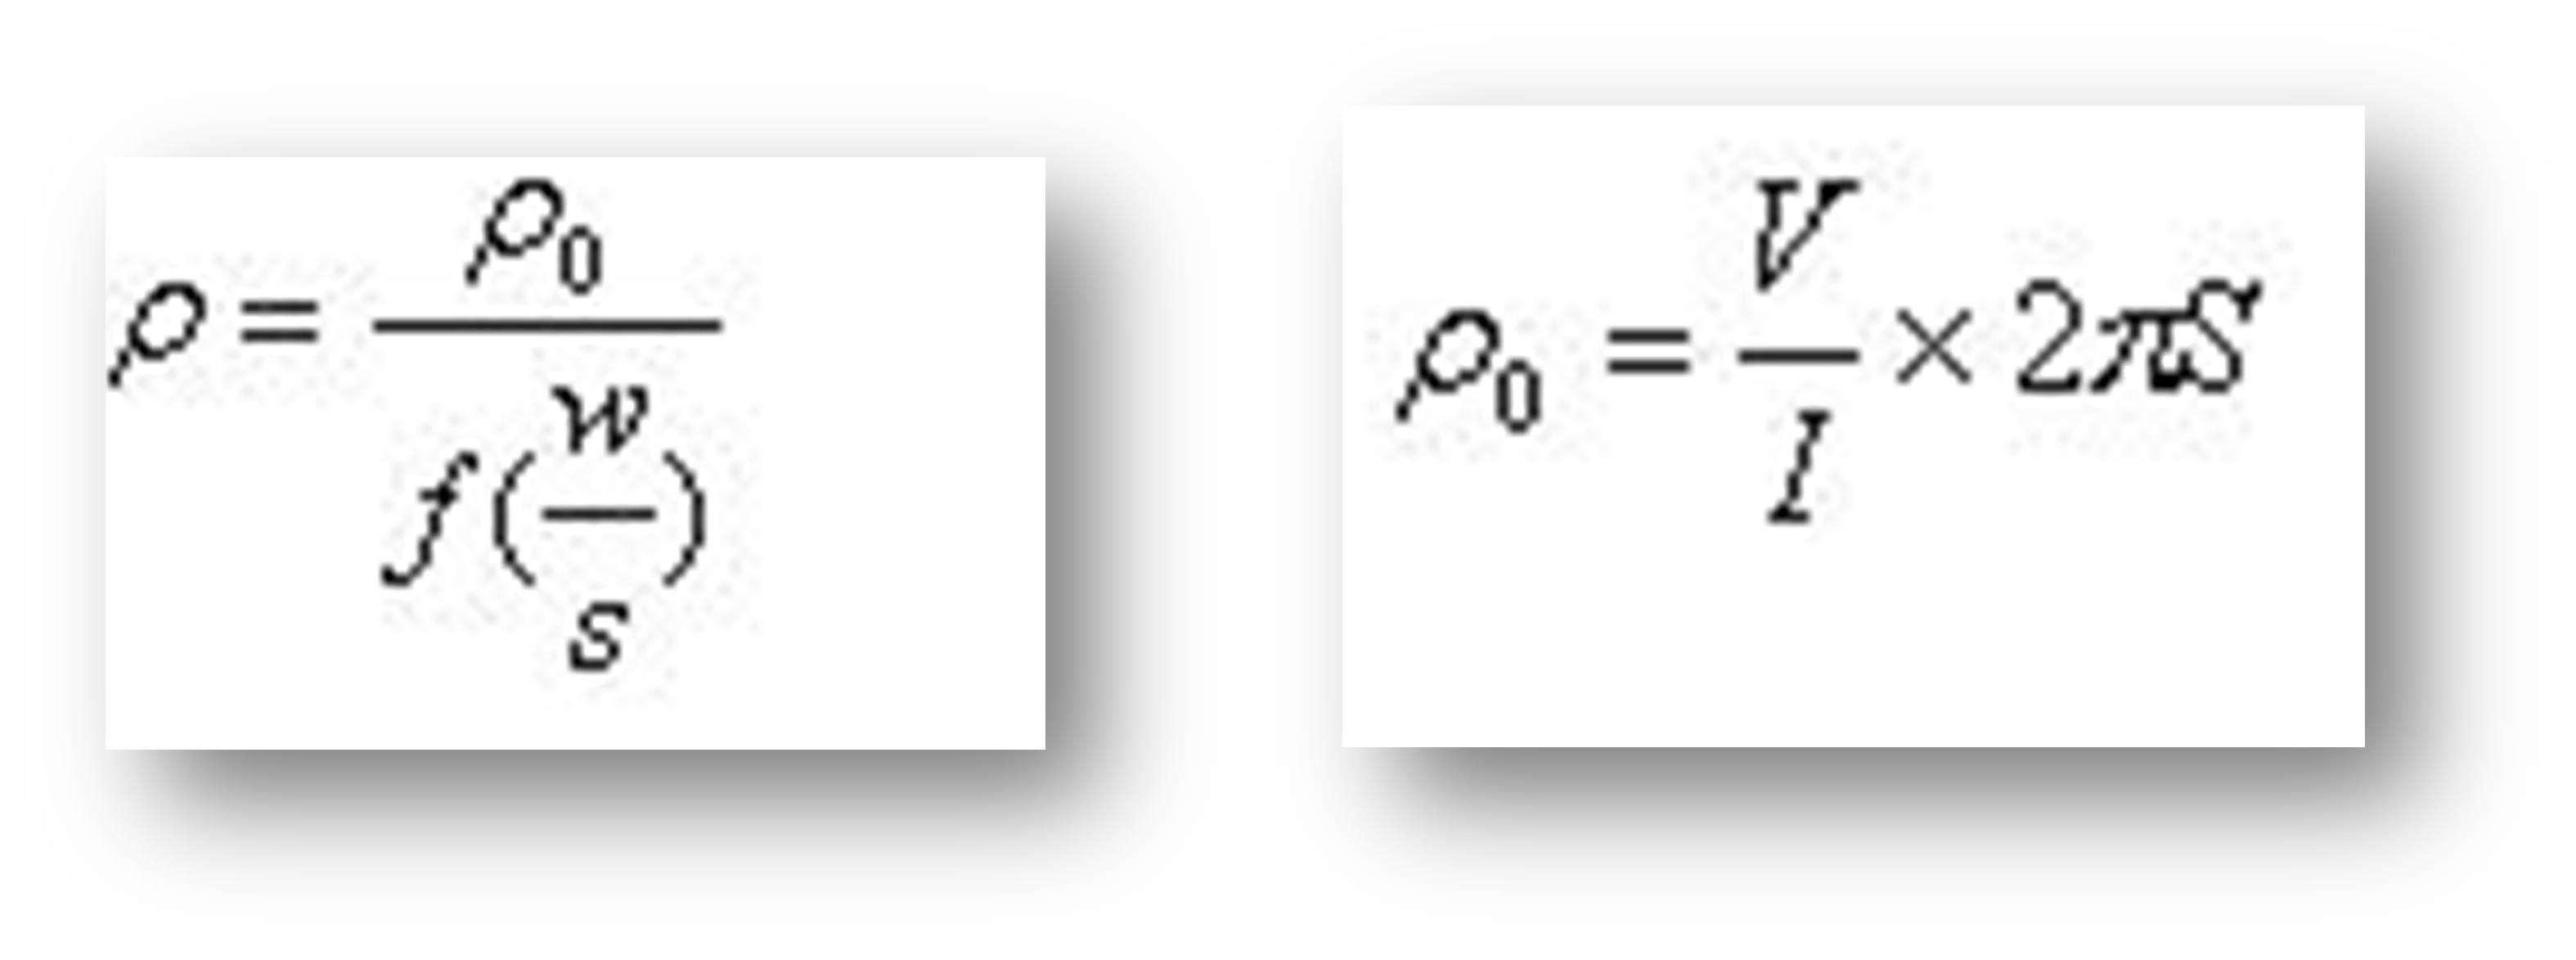 ρ = ρ₀ / f(w/s)
ρ₀ = V/I × 2πS